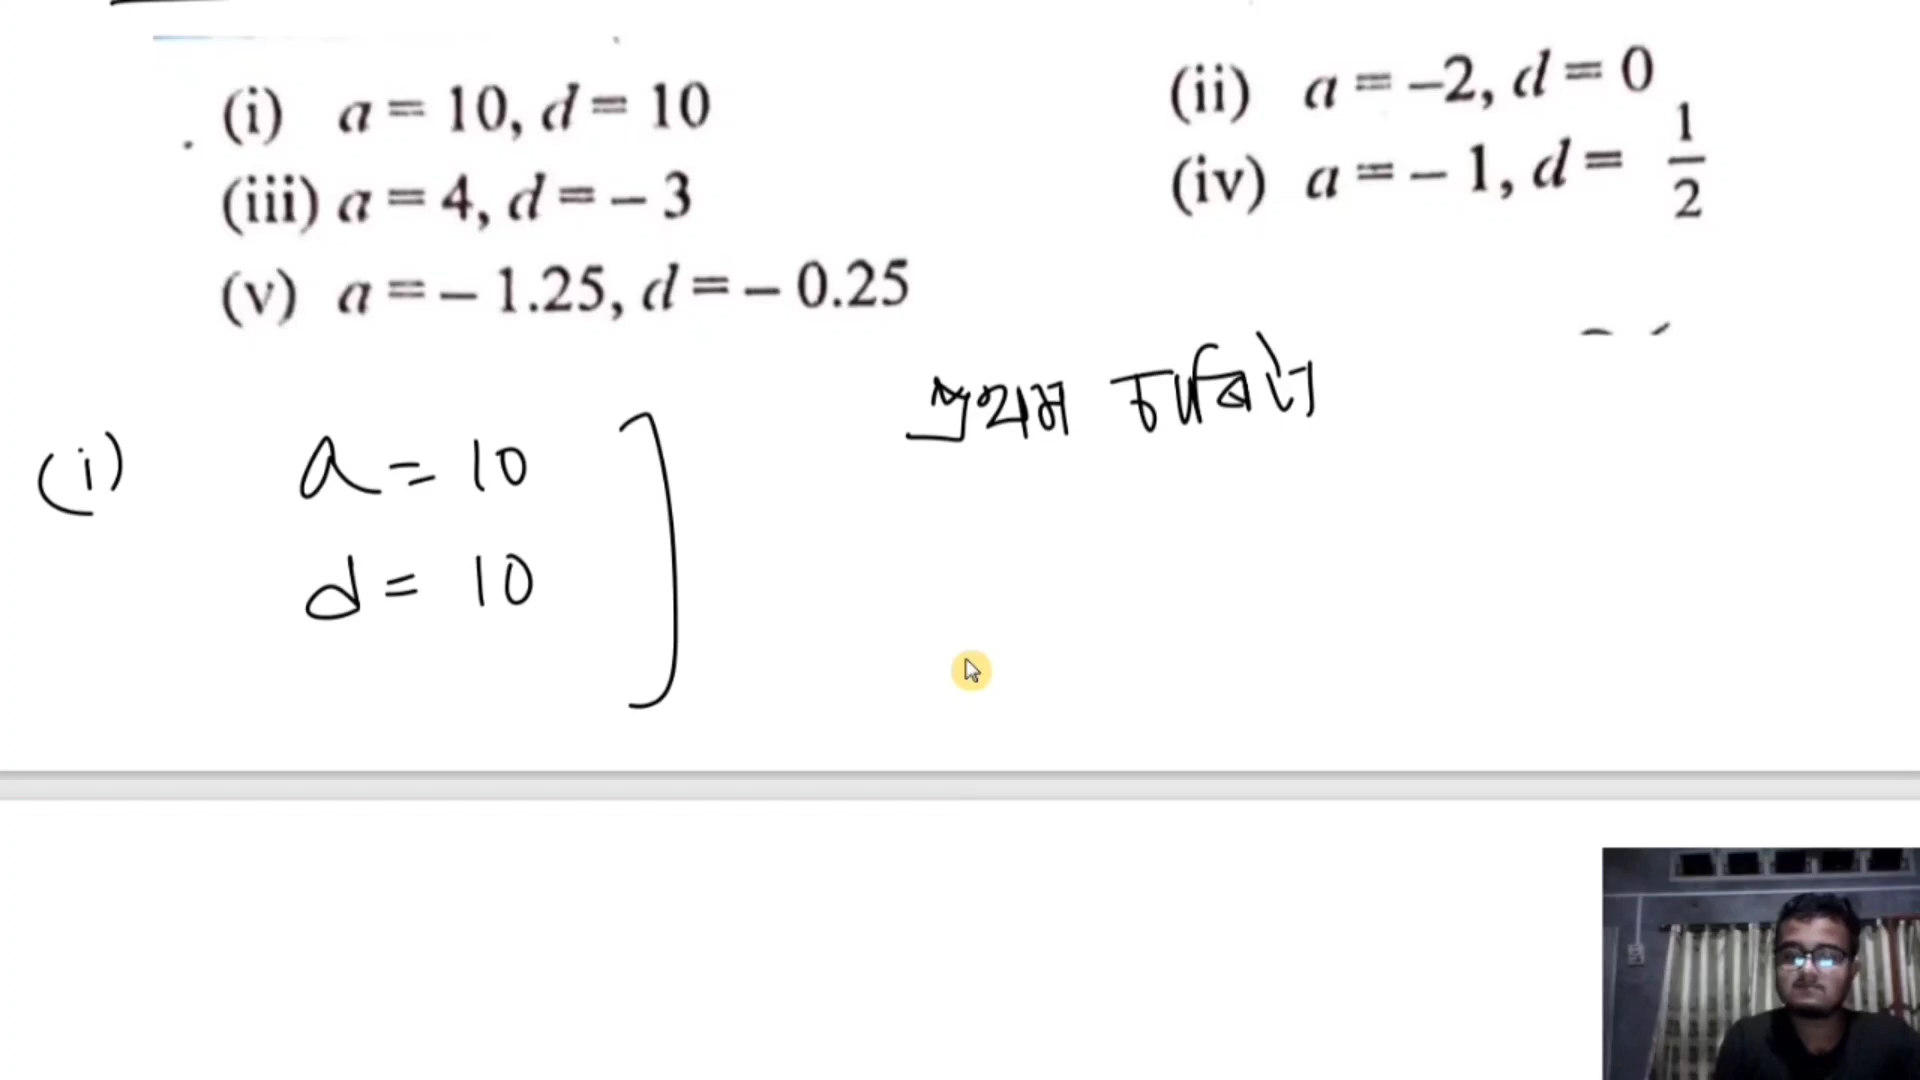 (i) a = 10, d = 10
(ii) a = –2, d = 0
(iii) a = 4, d = – 3
(iv) a = – 1, d = 1/2
(v) a = – 1.25, d = – 0.25
প্ৰথম চাৰিটা
(i) a = 10
d = 10